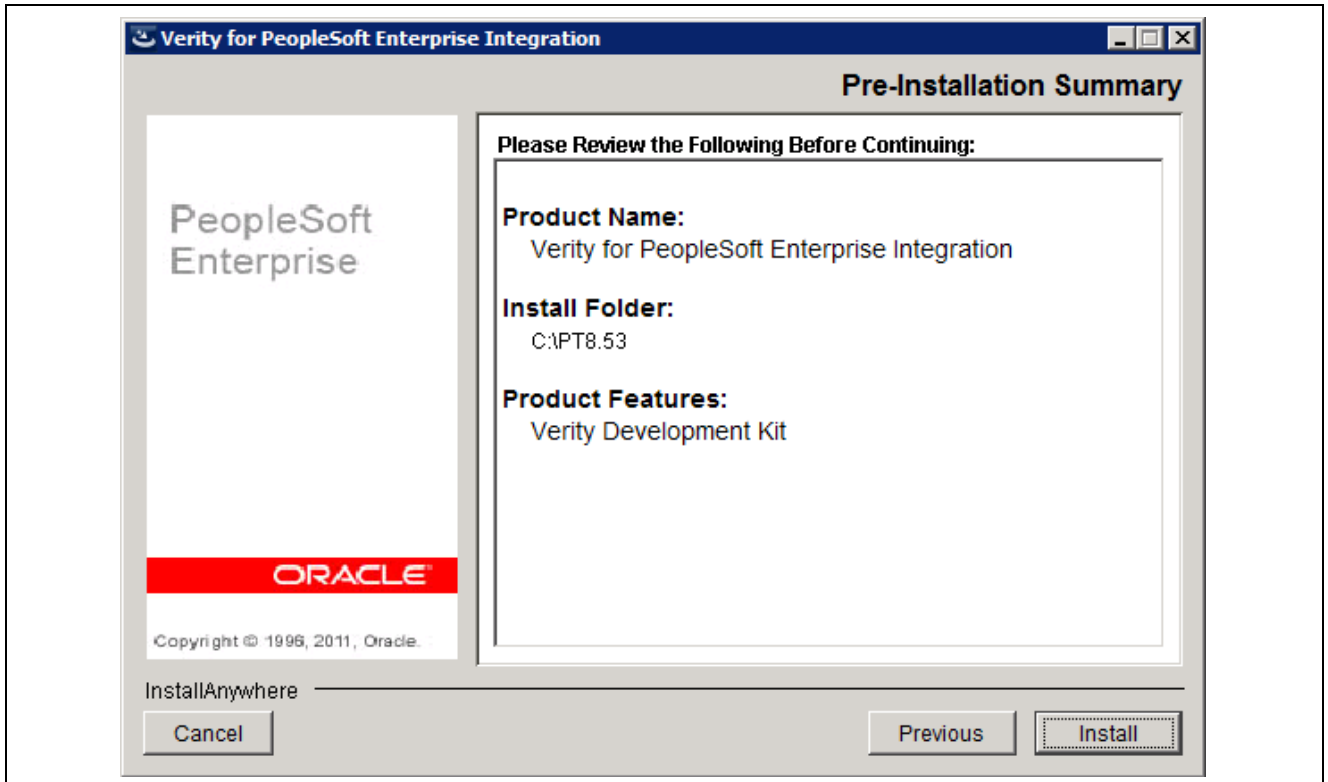 Verity for PeopleSoft Enterprise Integration
Pre-Installation Summary
PeopleSoft
Enterprise
ORACLE
Copyright © 1996, 2011, Oracle.
Please Review the Following Before Continuing:
Product Name:
Verity for PeopleSoft Enterprise Integration
Install Folder:
C:\PT8.53
Product Features:
Verity Development Kit
InstallAnywhere
Cancel
Previous
Install